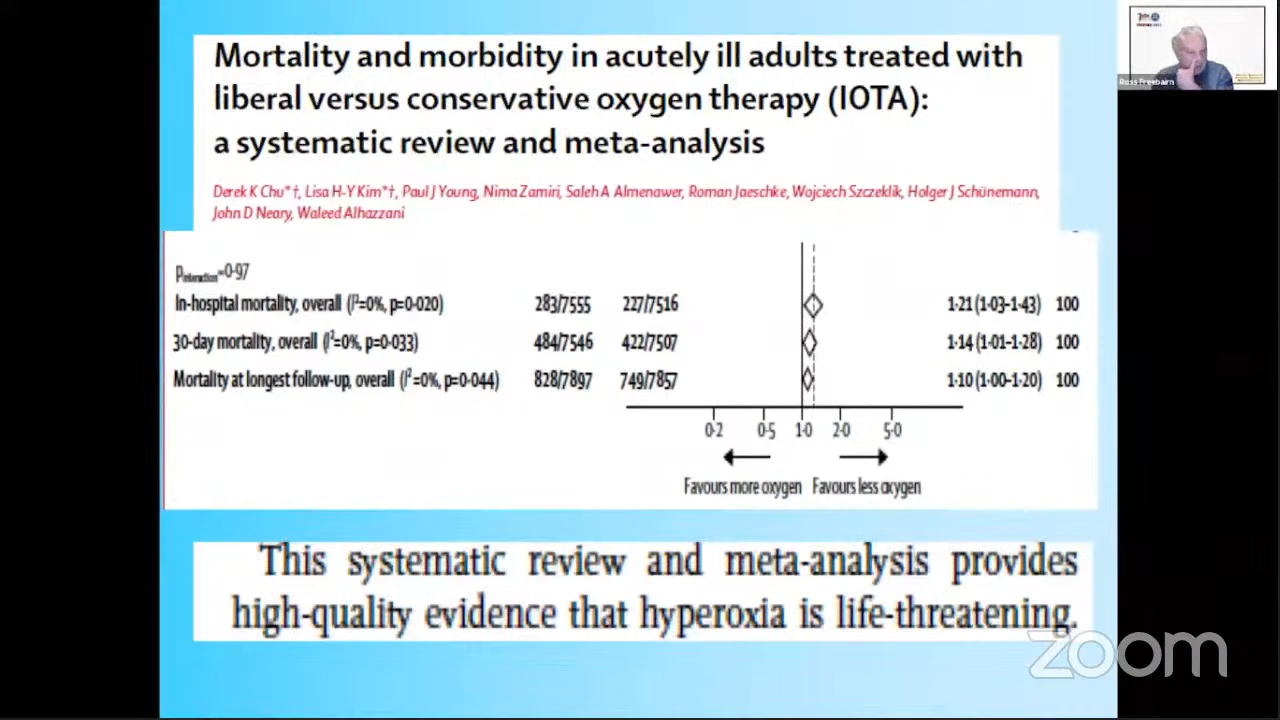 Mortality and morbidity in acutely ill adults treated with
liberal versus conservative oxygen therapy (IOTA):
a systematic review and meta-analysis
Derek K Chu*†, Lisa H-Y Kim*†, Paul J Young, Nima Zamiri, Saleh A Almenawer, Roman Jaeschke, Wojciech Szczeklik, Holger J Schünemann,
John D Neary, Waleed Alhazzani
Pinteraction=0·97
In-hospital mortality, overall (I²=0%, p=0·020) 283/7555 227/7516 1·21 (1·03–1·43) 100
30-day mortality, overall (I²=0%, p=0·033) 484/7546 422/7507 1·14 (1·01–1·28) 100
Mortality at longest follow-up, overall (I²=0%, p=0·044) 828/7897 749/7857 1·10 (1·00–1·20) 100
0·2 0·5 1·0 2·0 5·0
Favours more oxygen Favours less oxygen
This systematic review and meta-analysis provides
high-quality evidence that hyperoxia is life-threatening.
Ross Freebairn
zoom